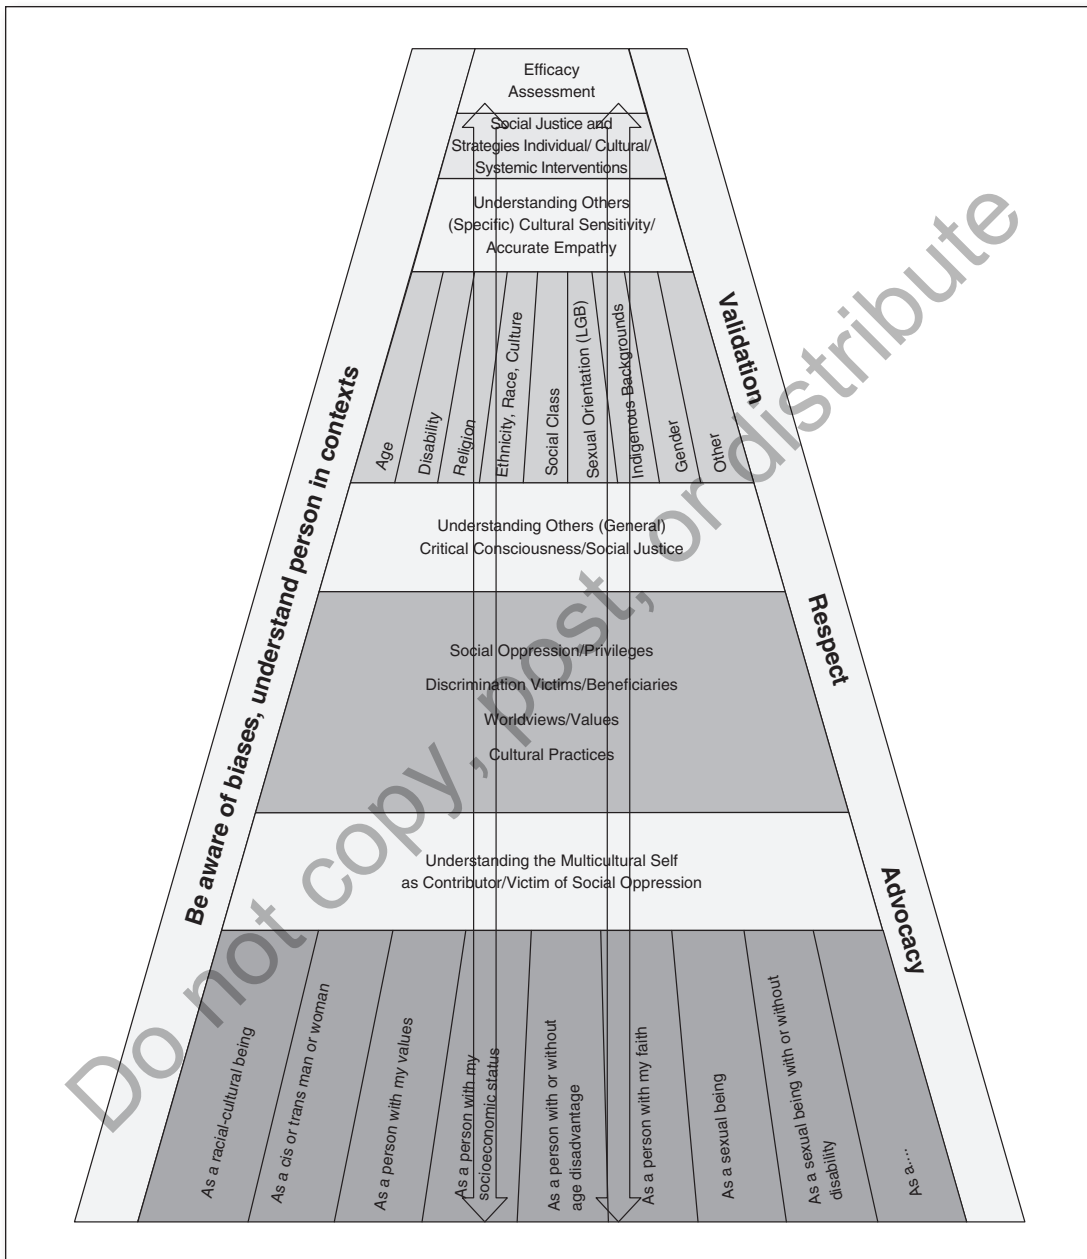 Efficacy
Assessment
Social Justice and
Strategies Individual/ Cultural/
Systemic Interventions
Understanding Others
(Specific) Cultural Sensitivity/
Accurate Empathy
Age
Disability
Religion
Ethnicity, Race, Culture
Social Class
Sexual Orientation (LGB)
Indigenous Backgrounds
Gender
Other
Understanding Others (General)
Critical Consciousness/Social Justice
Social Oppression/Privileges
Discrimination Victims/Beneficiaries
Worldviews/Values
Cultural Practices
Understanding the Multicultural Self
as Contributor/Victim of Social Oppression
As a racial-cultural being
As a cis or trans man or woman
As a person with my values
As a person with my
socioeconomic status
As a person with or without
age disadvantage
As a person with my faith
As a sexual being
As a sexual being with or without
disability
As a....
Be aware of biases, understand person in contexts
Validation
Respect
Advocacy
Do not copy, post, or distribute